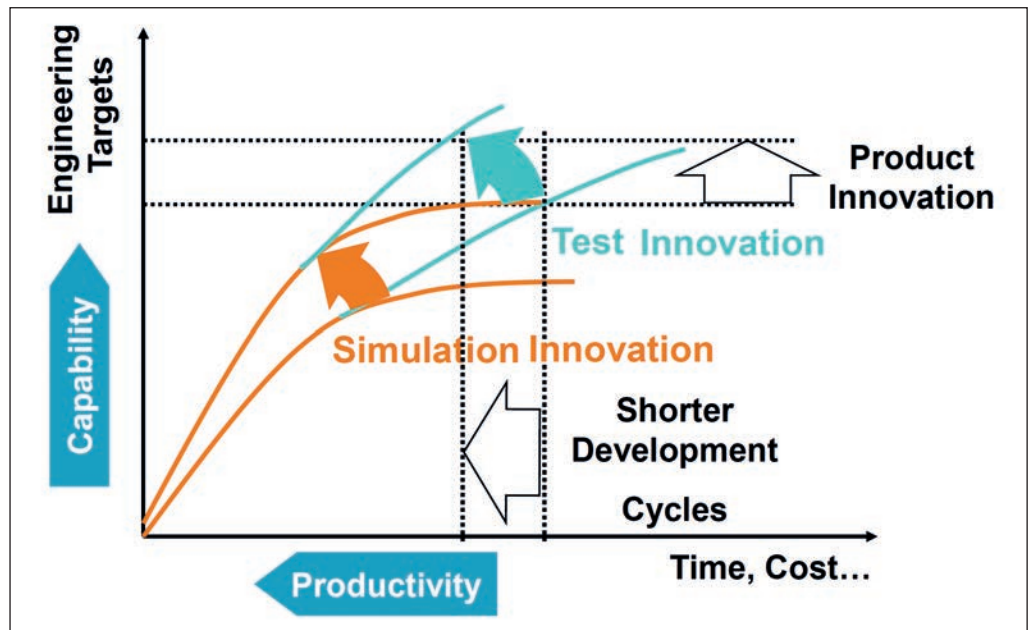 Engineering
Targets
Capability
Product
Innovation
Test Innovation
Simulation Innovation
Shorter
Development
Cycles
Time, Cost...
Productivity